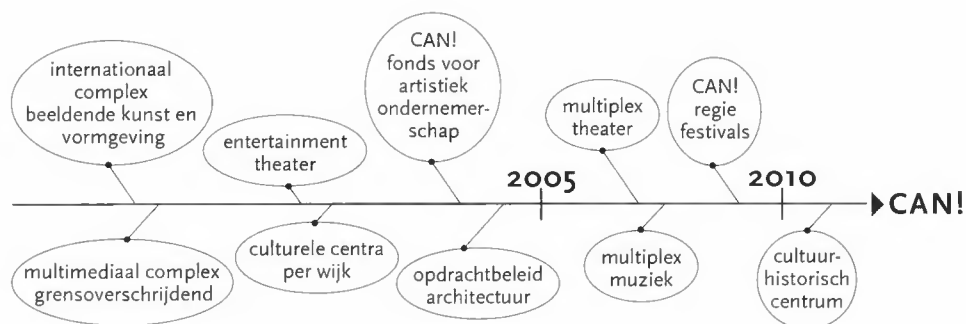 internationaal
complex
beeldende kunst en
vormgeving
entertainment
theater
CAN!
fonds voor
artistiek
ondernemer-
schap
multiplex
theater
CAN!
regie
festivals
2005
2010
CAN!
multimediaal complex
grensoverschrijdend
culturele centra
per wijk
opdrachtbeleid
architectuur
multiplex
muziek
cultuur-
historisch
centrum